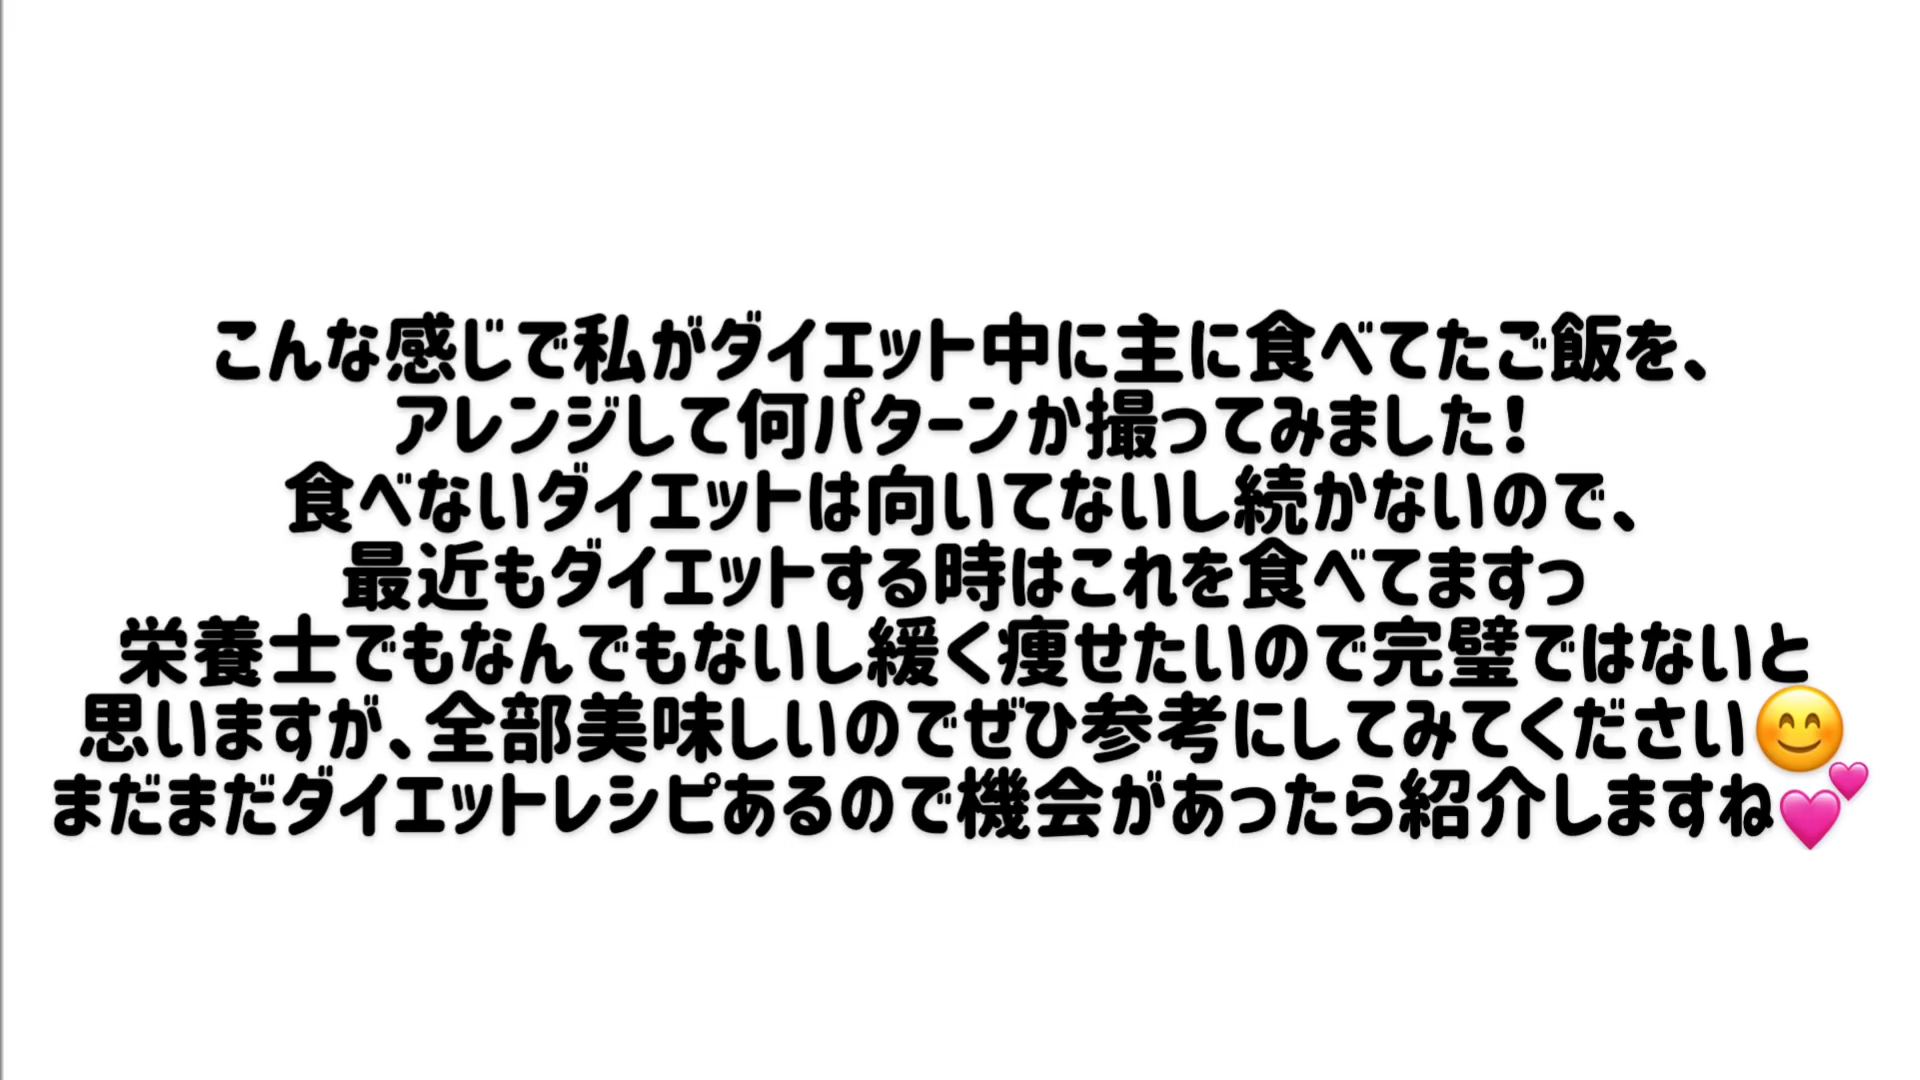 こんな感じで私がダイエット中に主に食べてたご飯を、
アレンジして何パターンか撮ってみました!
食べないダイエットは向いてないし続かないので、
最近もダイエットする時はこれを食べてますっ
栄養士でもなんでもないし緩く痩せたいので完璧ではないと
思いますが、全部美味しいのでぜひ参考にしてみてください😊
まだまだダイエットレシピあるので機会があったら紹介しますね💕